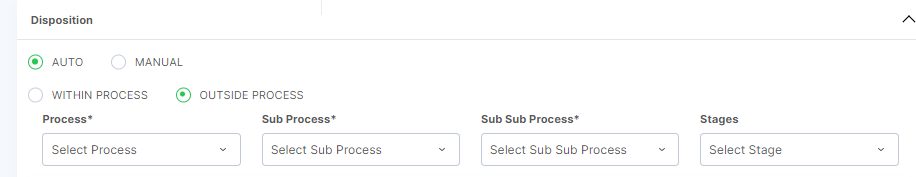 Disposition
AUTO MANUAL
WITHIN PROCESS OUTSIDE PROCESS
Process* Sub Process* Sub Sub Process* Stages
Select Process Select Sub Process Select Sub Sub Process Select Stage